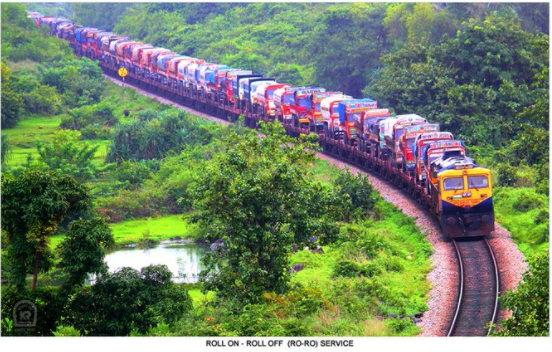 ROLL ON - ROLL OFF  (RO-RO) SERVICE